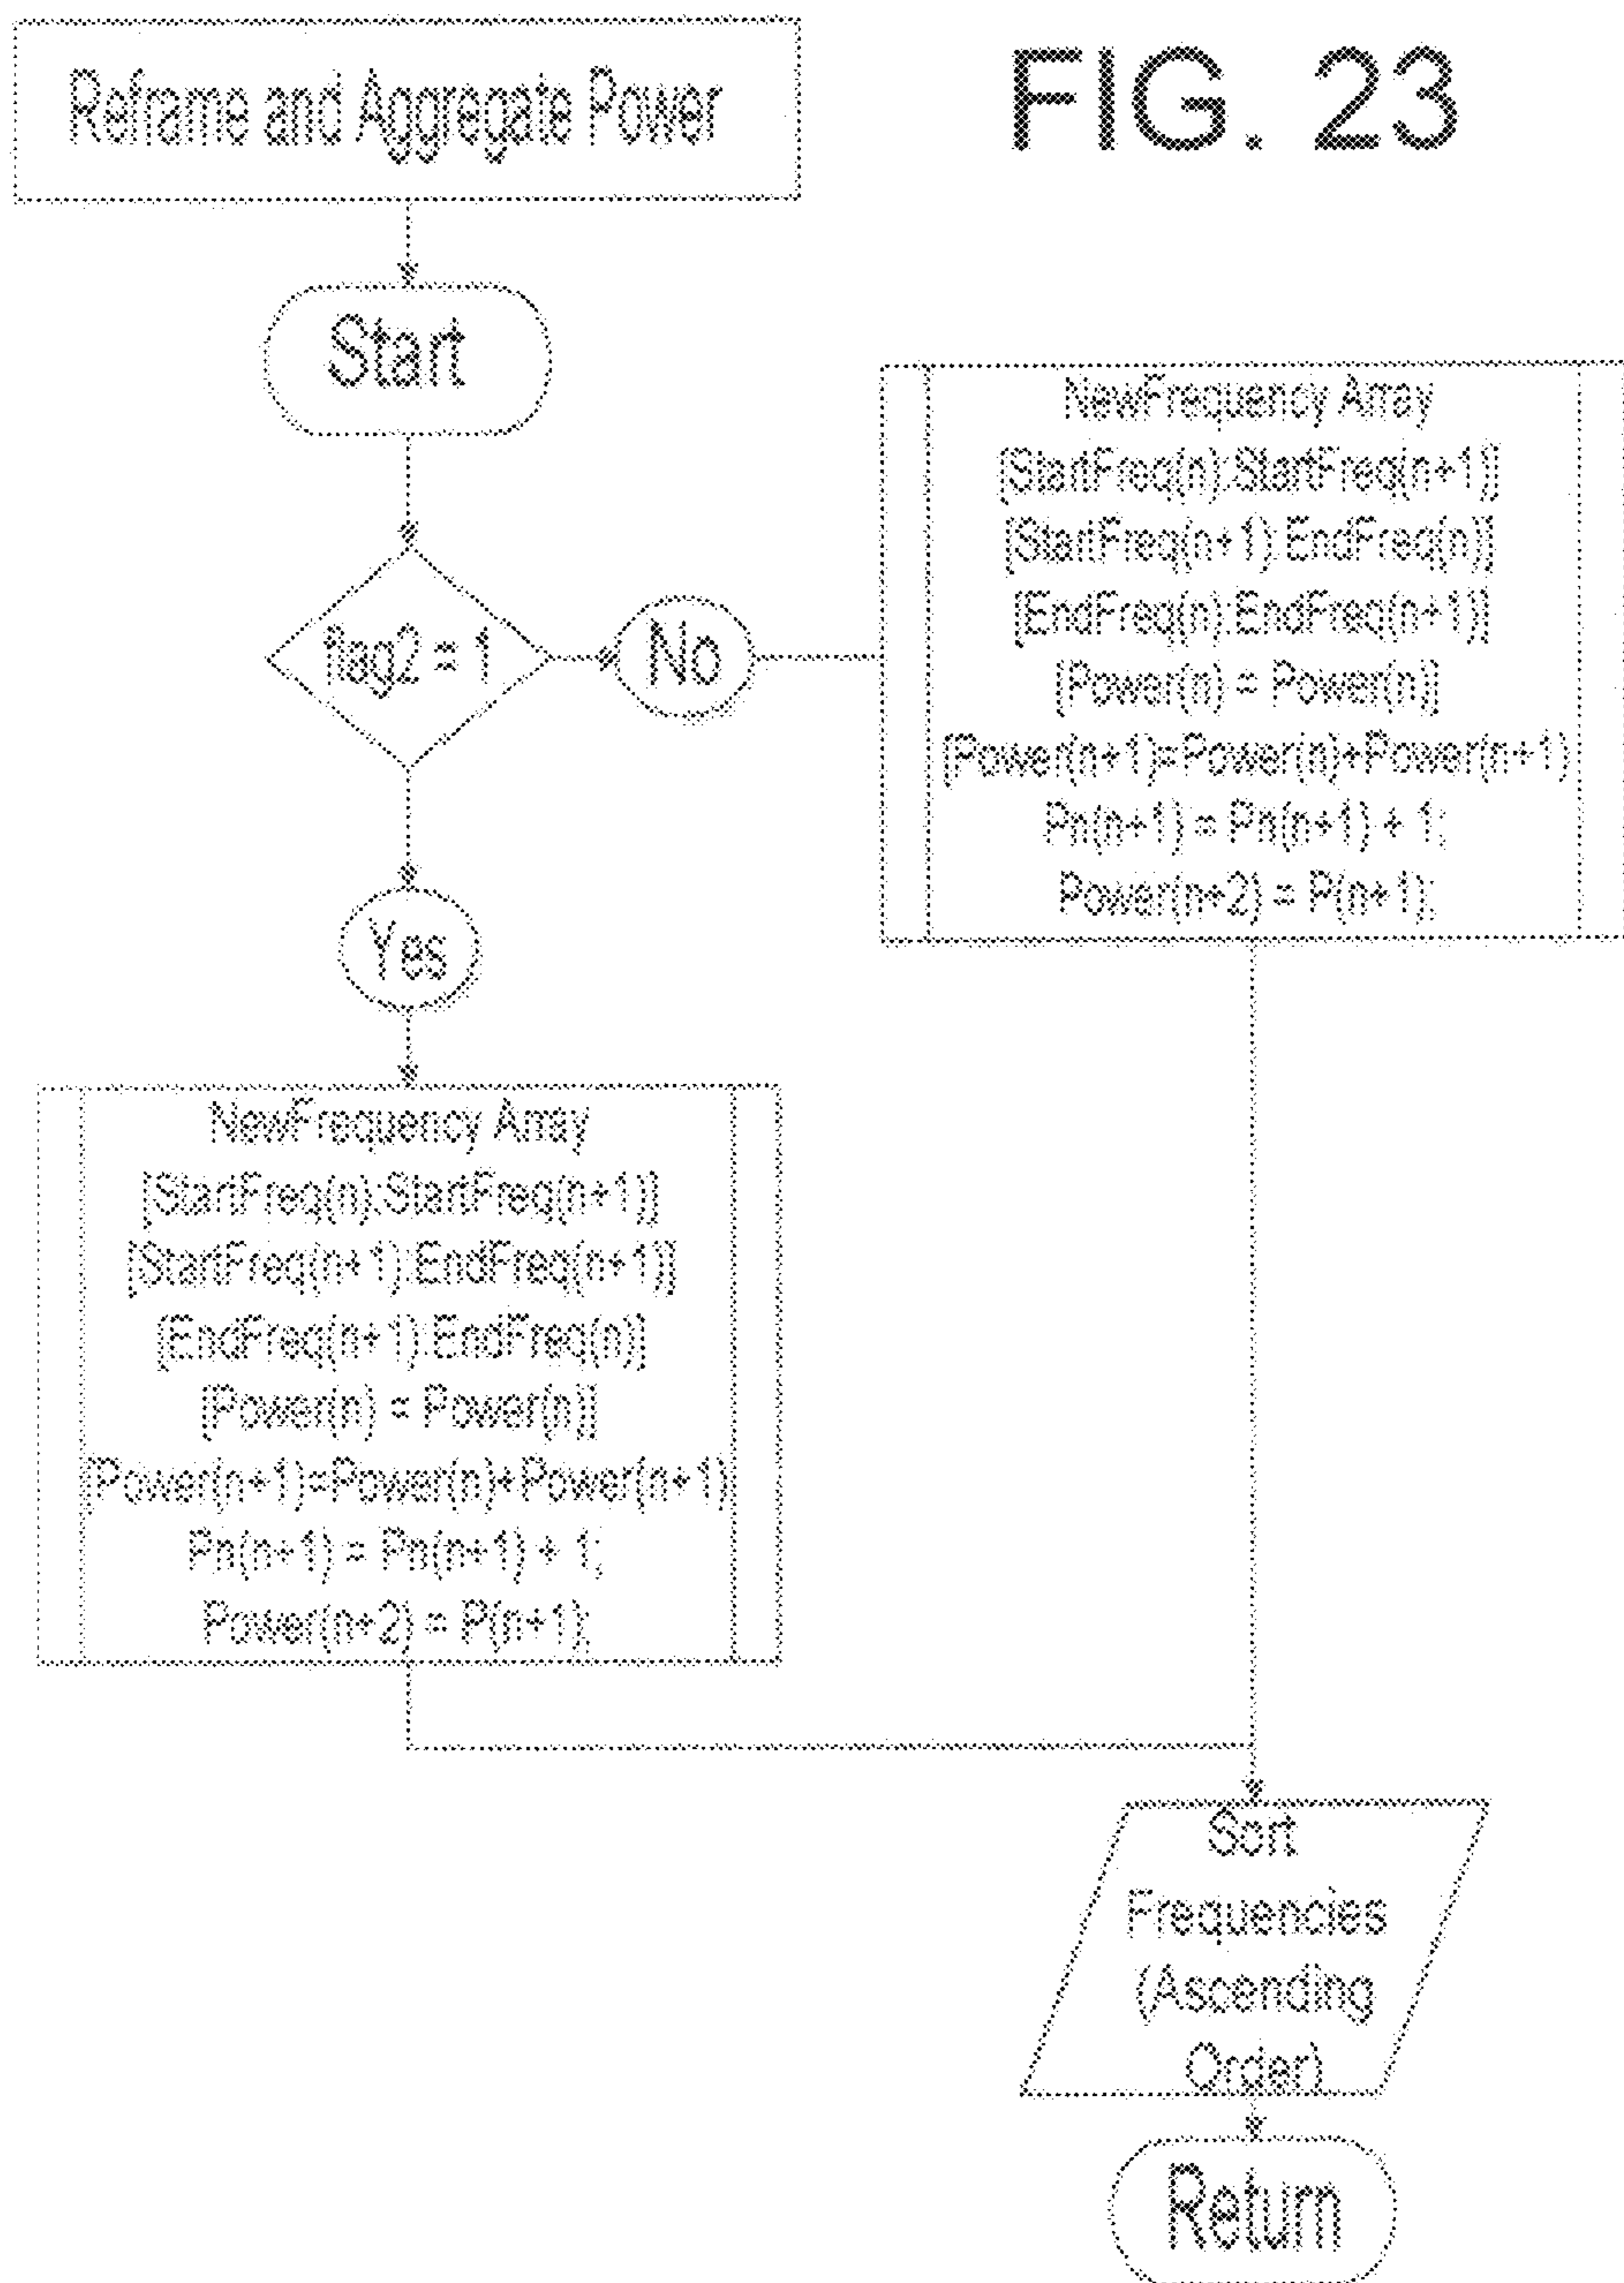 FIG. 23
Reframe and Aggregate Power
Start
flag2 = 1
No
NewFrequency Array
[StartFreq(n):StartFreq(n+1)]
[StartFreq(n+1):EndFreq(n)]
[EndFreq(n):EndFreq(n+1)]
[Power(n) = Power(n)]
[Power(n+1)=Power(n)+Power(n+1)
Pn(n+1) = Pn(n+1) + 1;
Power(n+2) = P(n+1);
Yes
NewFrequency Array
[StartFreq(n):StartFreq(n+1)]
[StartFreq(n+1):EndFreq(n+1)]
[EndFreq(n+1):EndFreq(n)]
[Power(n) = Power(n)]
[Power(n+1)=Power(n)+Power(n+1)
Pn(n+1) = Pn(n+1) + 1;
Power(n+2) = P(n+1);
Sort
Frequencies
(Ascending
Order)
Return